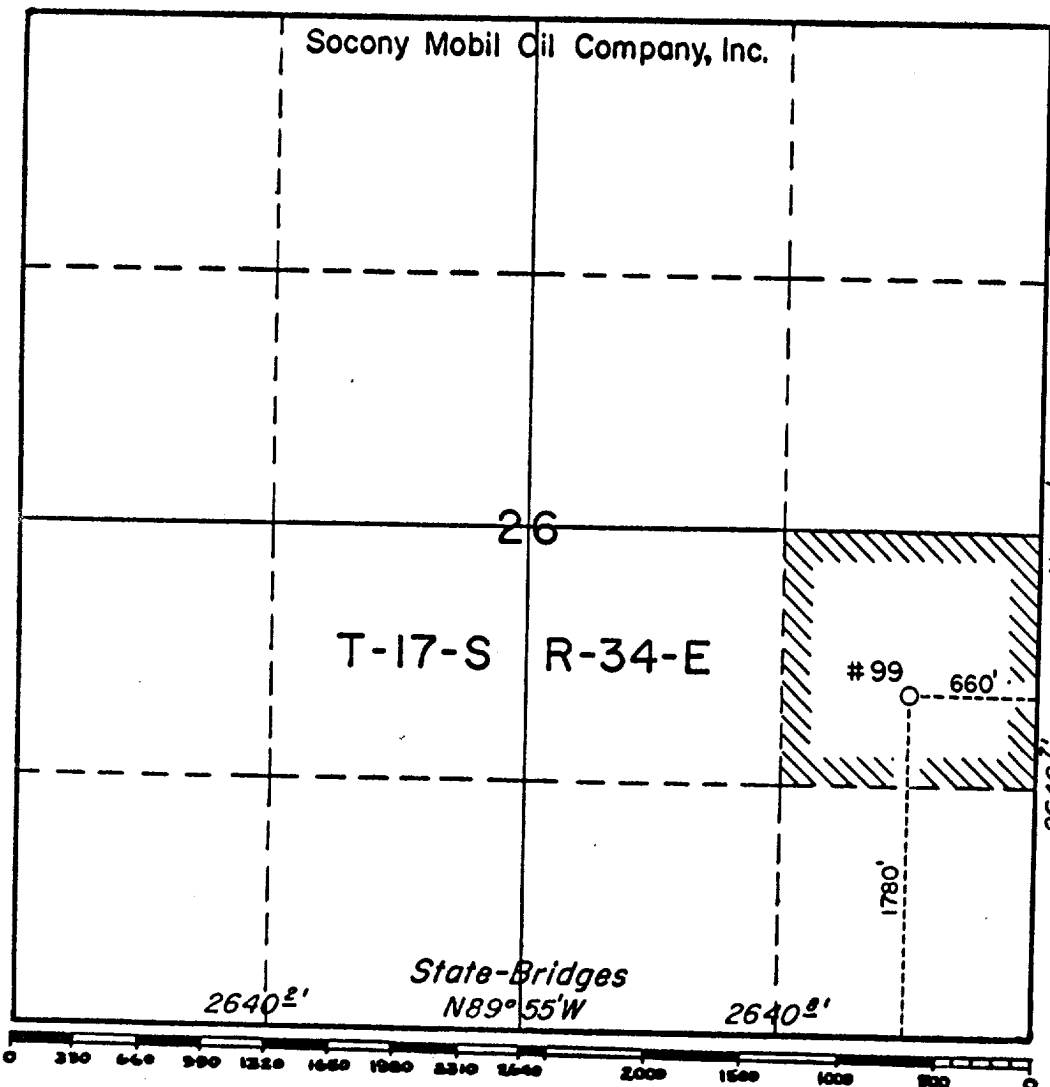 Socony Mobil Oil Company, Inc.
26
T-17-S R-34-E
#99 660'
1780'
State-Bridges
2640 N89°55'W 2640
0 330 660 990 1320 1650 1980 2310 2640 2000 1500 1000 500 0